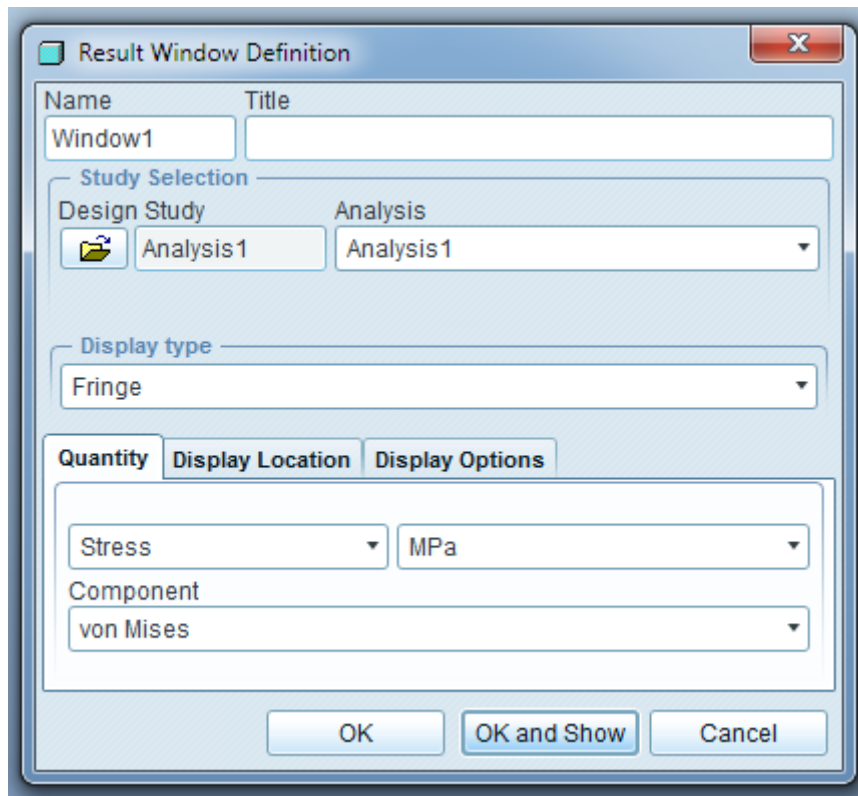 Result Window Definition
Name Title
Window1
Study Selection
Design Study Analysis
Analysis1 Analysis1
Display type
Fringe
Quantity Display Location Display Options
Stress MPa
Component
von Mises
OK OK and Show Cancel